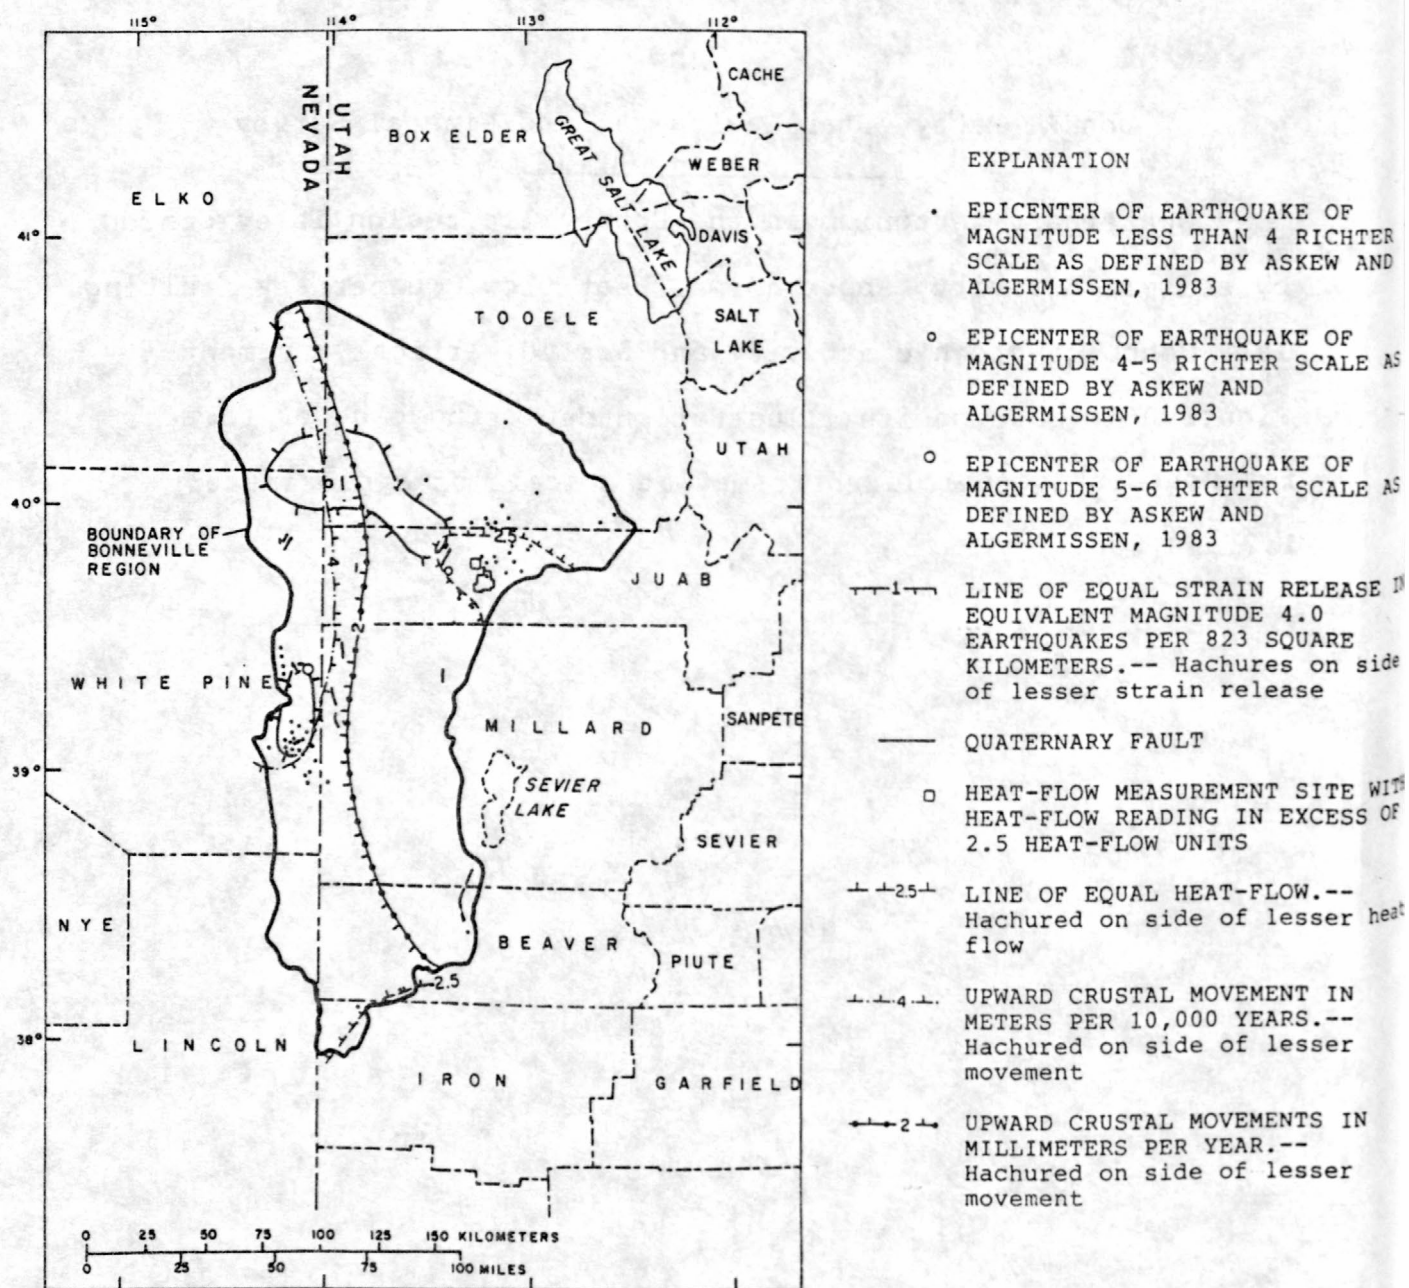 115° 114° 113° 112°
CACHE
NEVADA
UTAH
BOX ELDER
GREAT SALT LAKE
WEBER
ELKO
41°
DAVIS
TOOELE
SALT
LAKE
UTAH
1
40°
BOUNDARY OF
BONNEVILLE
REGION
2.5
4
JUAB
2
WHITE PINE
MILLARD
SANPETE
39°
SEVIER
LAKE
SEVIER
NYE
BEAVER
PIUTE
2.5
38°
LINCOLN
IRON
GARFIELD
0 25 50 75 100 125 150 KILOMETERS
0 25 50 75 100 MILES
EXPLANATION
EPICENTER OF EARTHQUAKE OF
MAGNITUDE LESS THAN 4 RICHTER
SCALE AS DEFINED BY ASKEW AND
ALGERMISSEN, 1983
EPICENTER OF EARTHQUAKE OF
MAGNITUDE 4-5 RICHTER SCALE AS
DEFINED BY ASKEW AND
ALGERMISSEN, 1983
EPICENTER OF EARTHQUAKE OF
MAGNITUDE 5-6 RICHTER SCALE AS
DEFINED BY ASKEW AND
ALGERMISSEN, 1983
1 LINE OF EQUAL STRAIN RELEASE IN
EQUIVALENT MAGNITUDE 4.0
EARTHQUAKES PER 823 SQUARE
KILOMETERS.-- Hachures on side
of lesser strain release
QUATERNARY FAULT
HEAT-FLOW MEASUREMENT SITE WITH
HEAT-FLOW READING IN EXCESS OF
2.5 HEAT-FLOW UNITS
25 LINE OF EQUAL HEAT-FLOW.--
Hachured on side of lesser heat
flow
4 UPWARD CRUSTAL MOVEMENT IN
METERS PER 10,000 YEARS.--
Hachured on side of lesser
movement
2 UPWARD CRUSTAL MOVEMENTS IN
MILLIMETERS PER YEAR.--
Hachured on side of lesser
movement